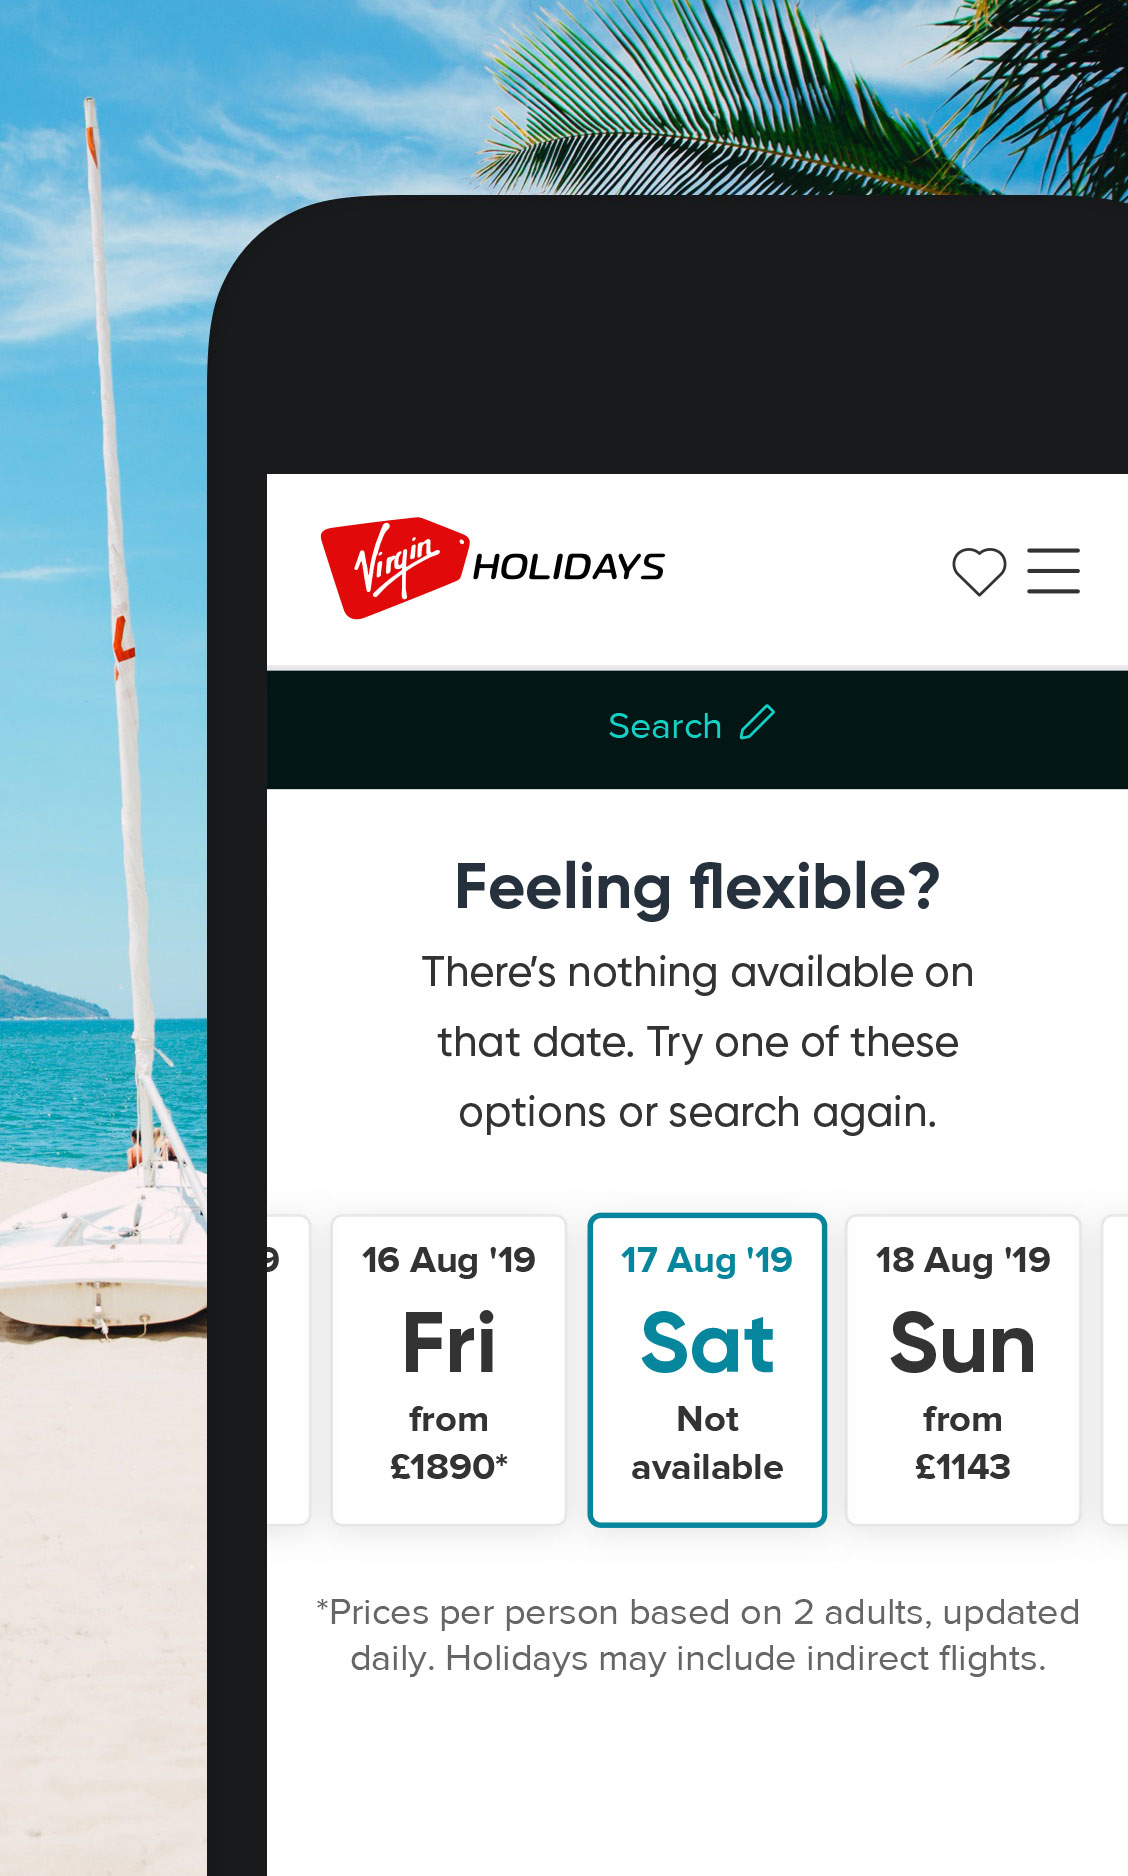 Virgin HOLIDAYS
Search
Feeling flexible?
There's nothing available on
that date. Try one of these
options or search again.
9 16 Aug '19 17 Aug '19 18 Aug '19
Fri Sat Sun
from Not from
£1890* available £1143
*Prices per person based on 2 adults, updated
daily. Holidays may include indirect flights.